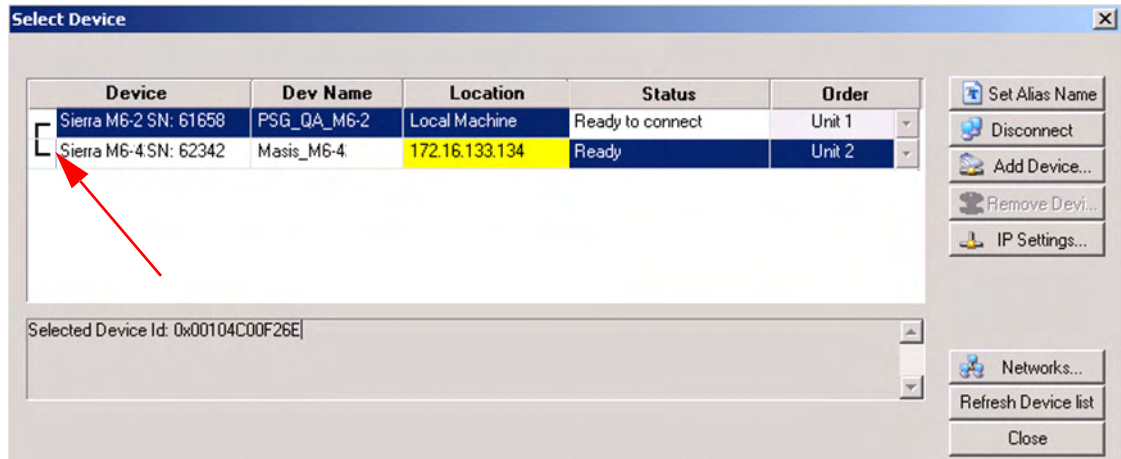 Select Device
Device Dev Name Location Status Order
Sierra M6-2 SN: 61658 PSG_QA_M6-2 Local Machine Ready to connect Unit 1
Sierra M6-4 SN: 62342 Masis_M6-4 172.16.133.134 Ready Unit 2
Selected Device Id: 0x00104C00F26E
Set Alias Name
Disconnect
Add Device...
Remove Devi...
IP Settings...
Networks...
Refresh Device list
Close